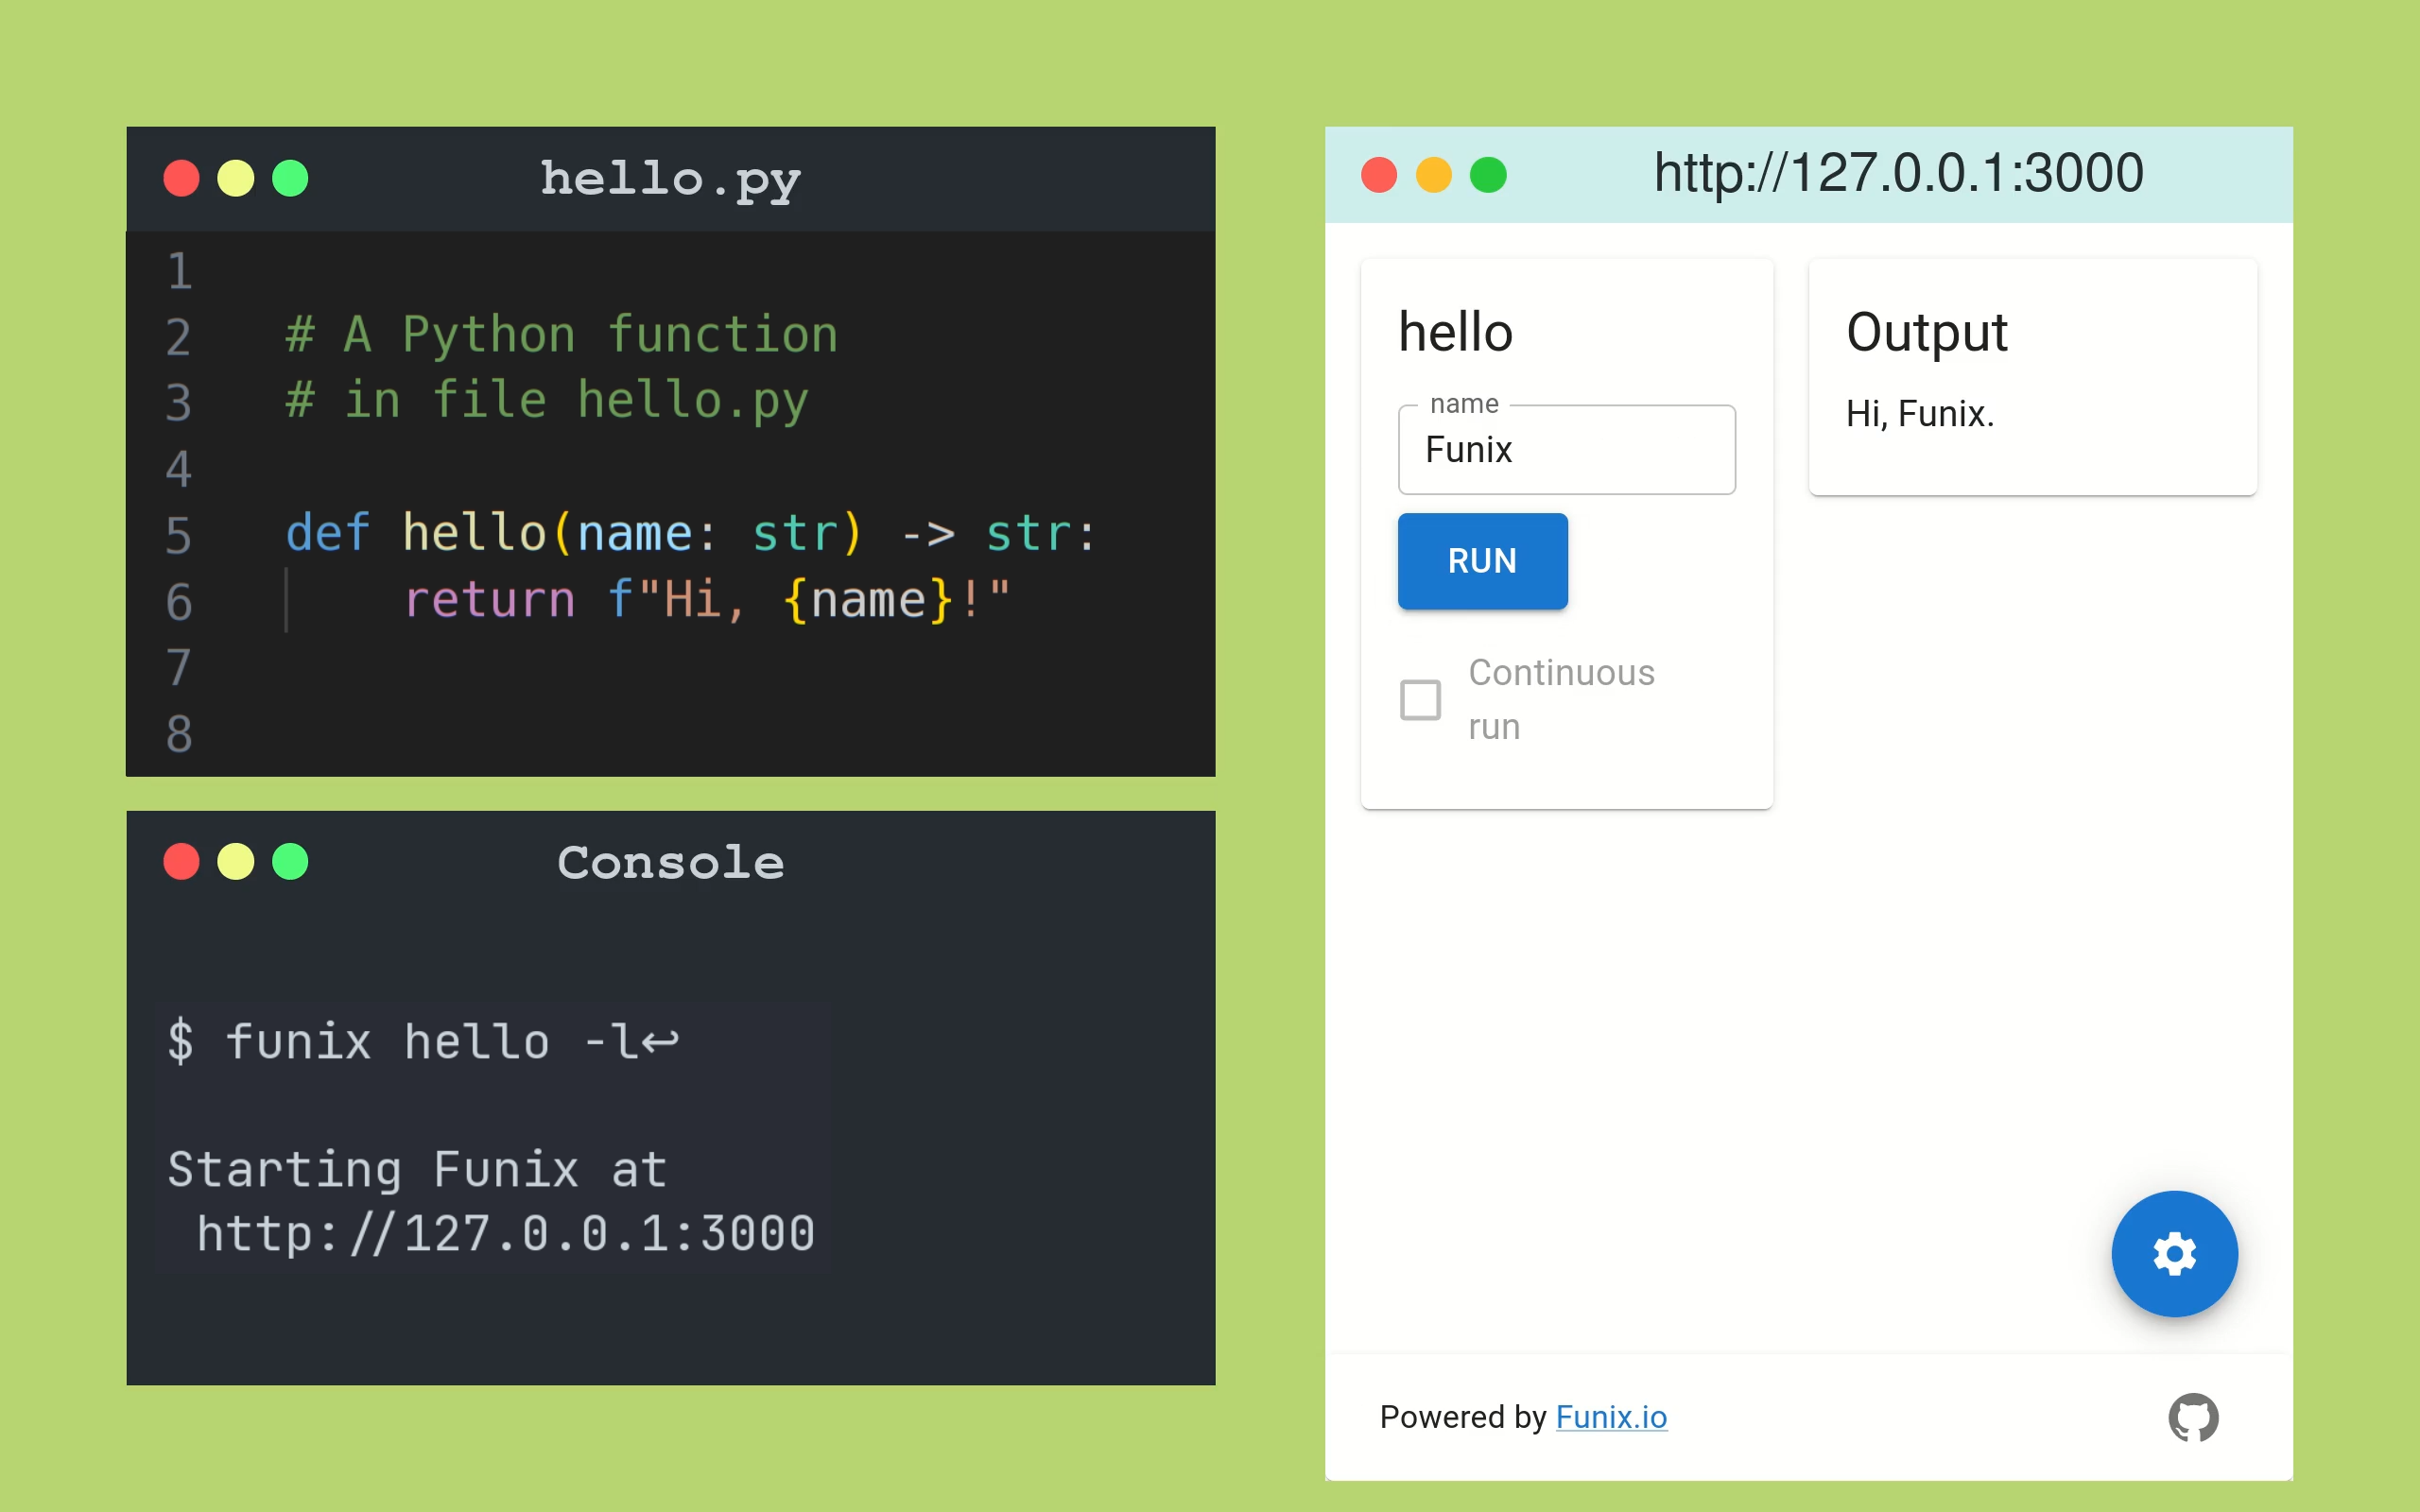 hello.py
1
2 # A Python function
3 # in file hello.py
4
5 def hello(name: str) -> str:
6 return f"Hi, {name}!"
7
8
Console
$ funix hello -l↩
Starting Funix at
http://127.0.0.1:3000
http://127.0.0.1:3000
hello
name
Funix
RUN
Continuous
run
Output
Hi, Funix.
Powered by Funix.io